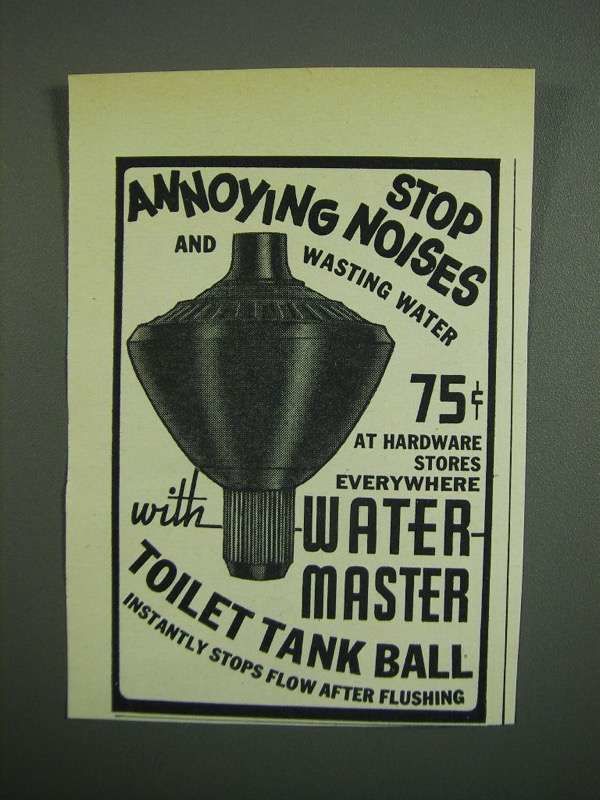 STOP
ANNOYING NOISES
AND WASTING WATER
75¢
AT HARDWARE
STORES
EVERYWHERE
with WATER
MASTER
TOILET TANK BALL
INSTANTLY STOPS FLOW AFTER FLUSHING